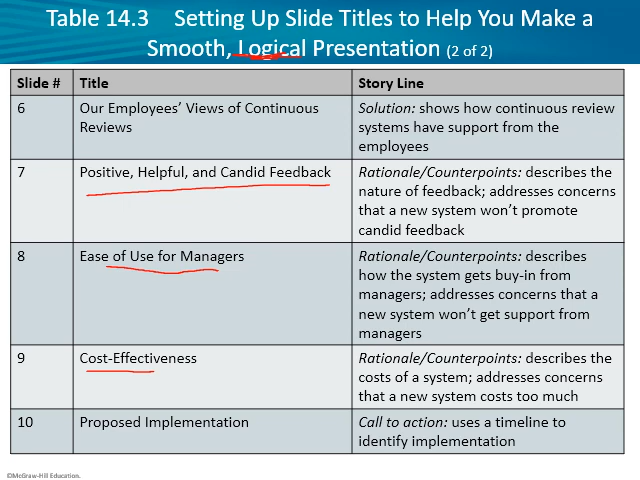 Table 14.3 Setting Up Slide Titles to Help You Make a
Smooth, Logical Presentation (2 of 2)
Slide # Title Story Line
6 Our Employees’ Views of Continuous
Reviews
Solution: shows how continuous review
systems have support from the
employees
7 Positive, Helpful, and Candid Feedback
Rationale/Counterpoints: describes the
nature of feedback; addresses concerns
that a new system won’t promote
candid feedback
8 Ease of Use for Managers
Rationale/Counterpoints: describes
how the system gets buy-in from
managers; addresses concerns that a
new system won’t get support from
managers
9 Cost-Effectiveness
Rationale/Counterpoints: describes the
costs of a system; addresses concerns
that a new system costs too much
10 Proposed Implementation
Call to action: uses a timeline to
identify implementation
©McGraw-Hill Education.